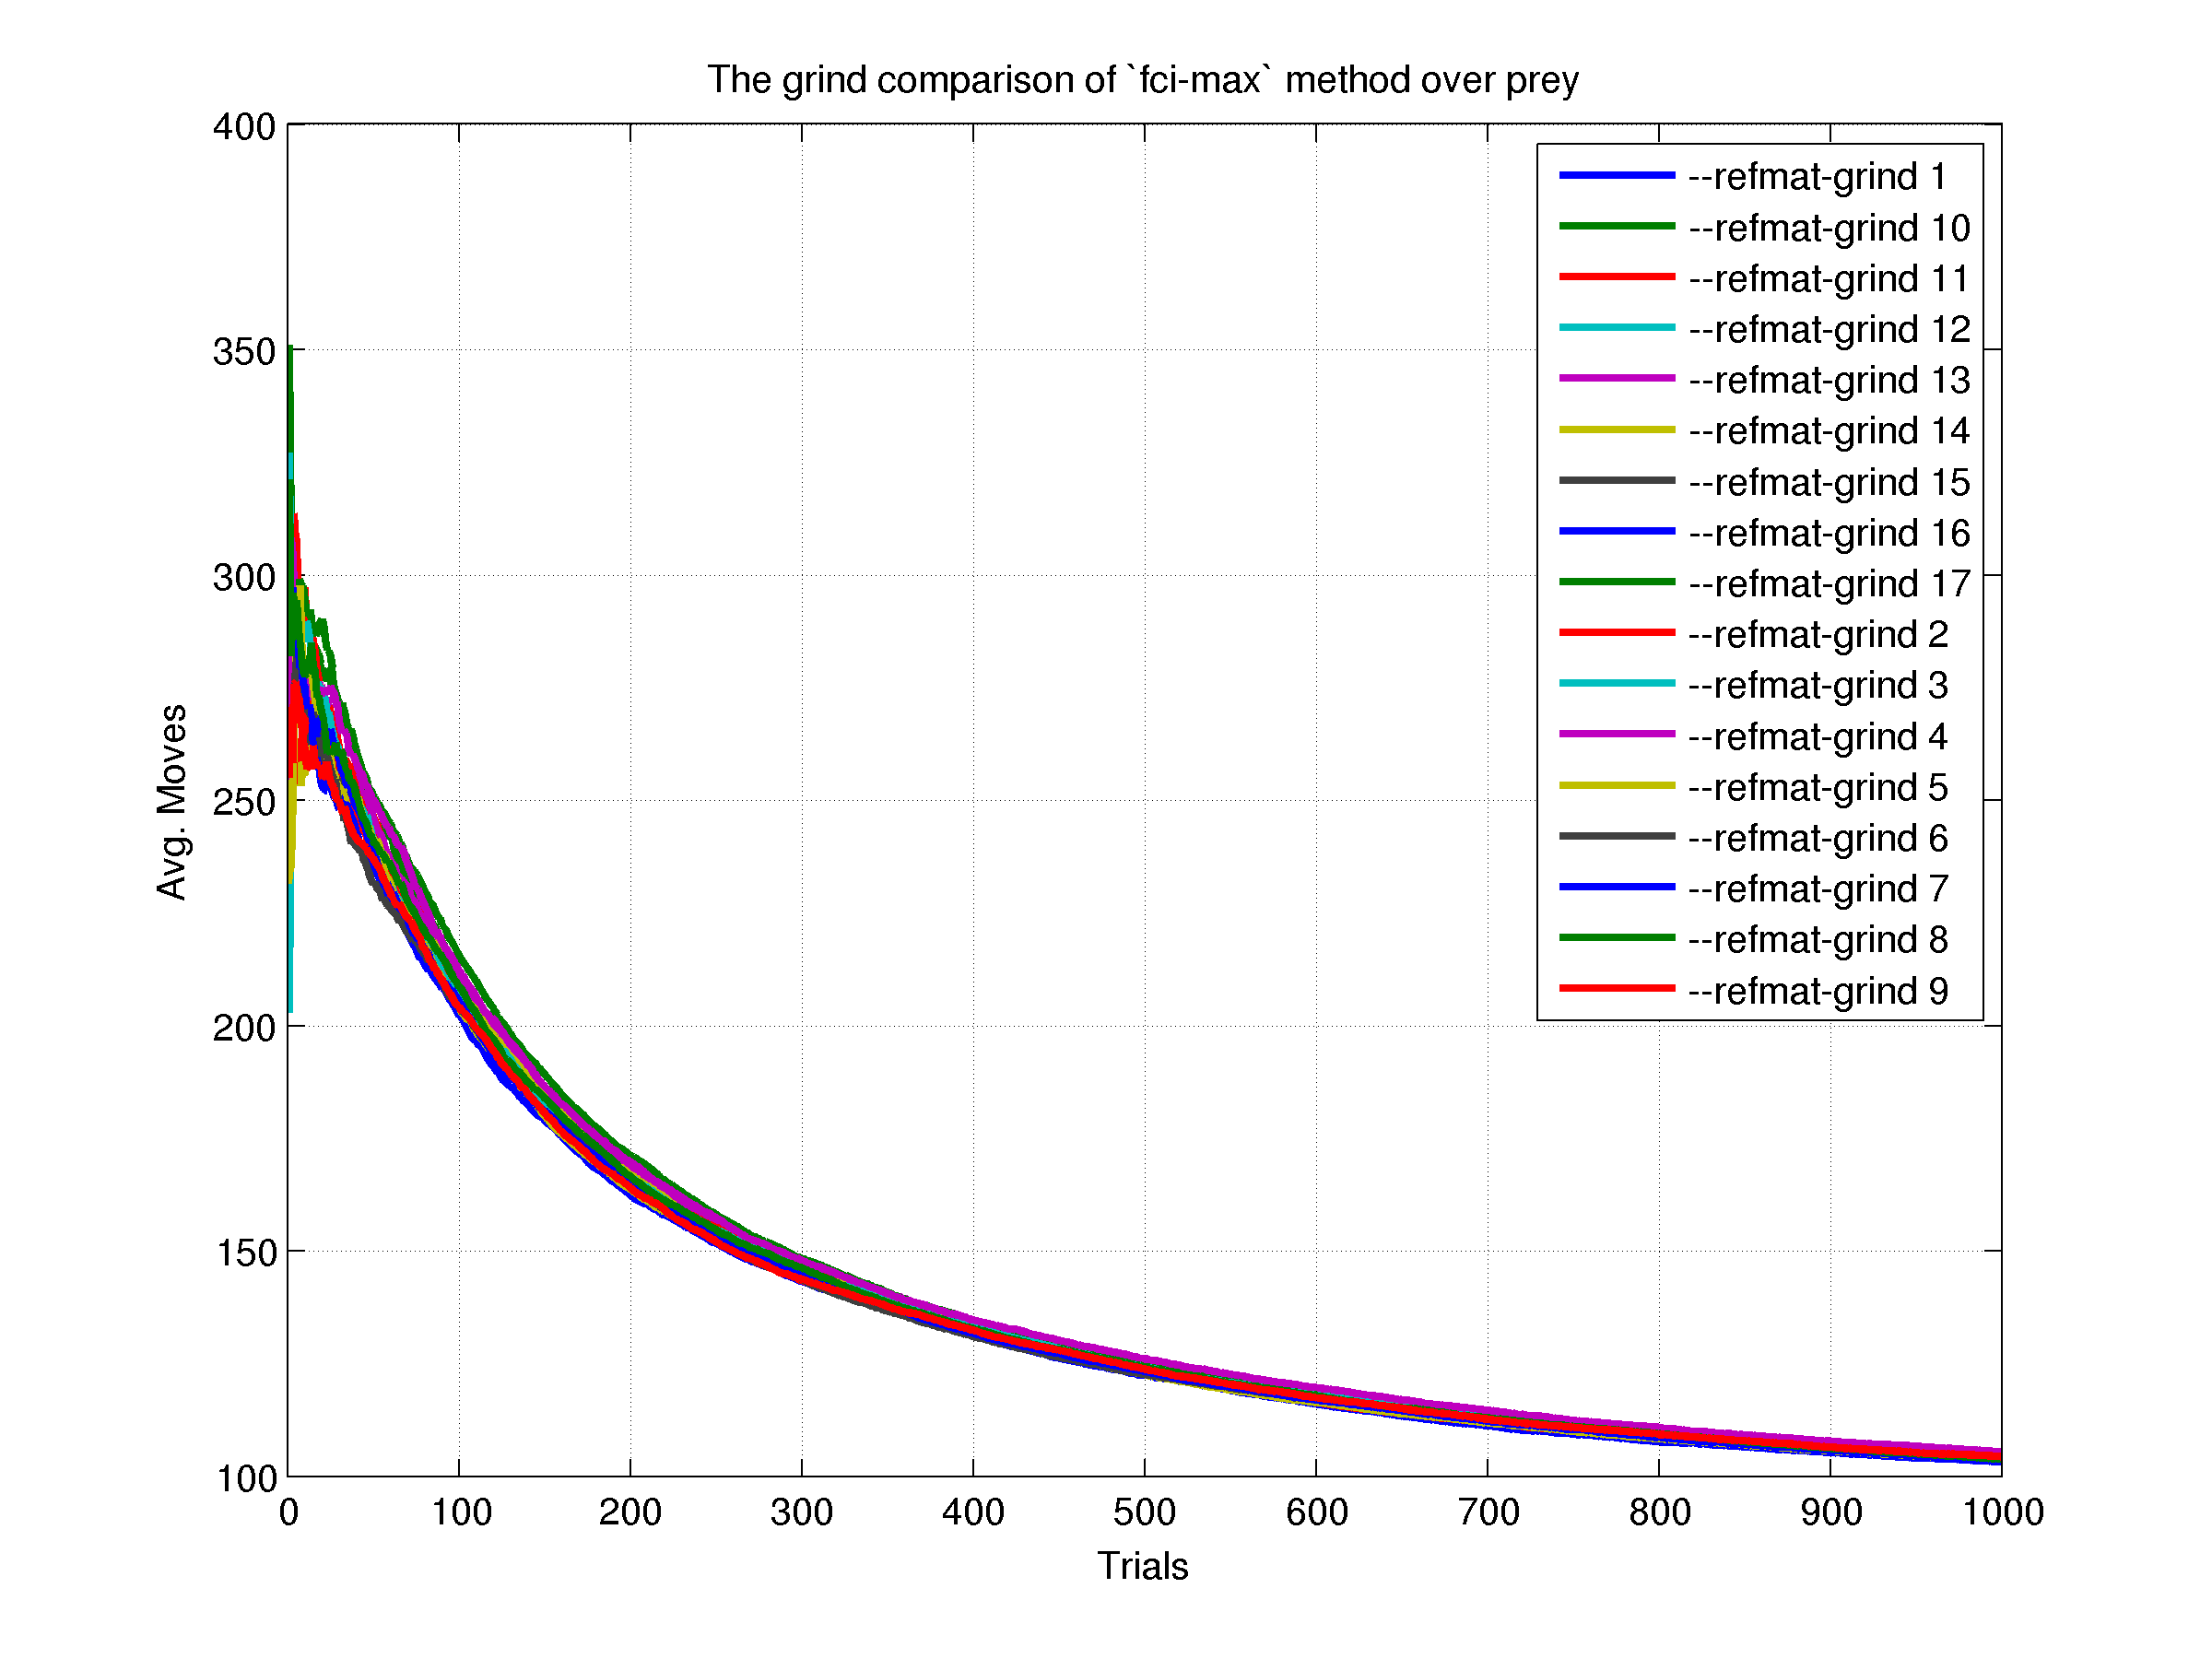 The grind comparison of `fci-max` method over prey
400
350
300
250
200
150
100
Avg. Moves
0 100 200 300 400 500 600 700 800 900 1000
Trials
--refmat-grind 1
--refmat-grind 10
--refmat-grind 11
--refmat-grind 12
--refmat-grind 13
--refmat-grind 14
--refmat-grind 15
--refmat-grind 16
--refmat-grind 17
--refmat-grind 2
--refmat-grind 3
--refmat-grind 4
--refmat-grind 5
--refmat-grind 6
--refmat-grind 7
--refmat-grind 8
--refmat-grind 9